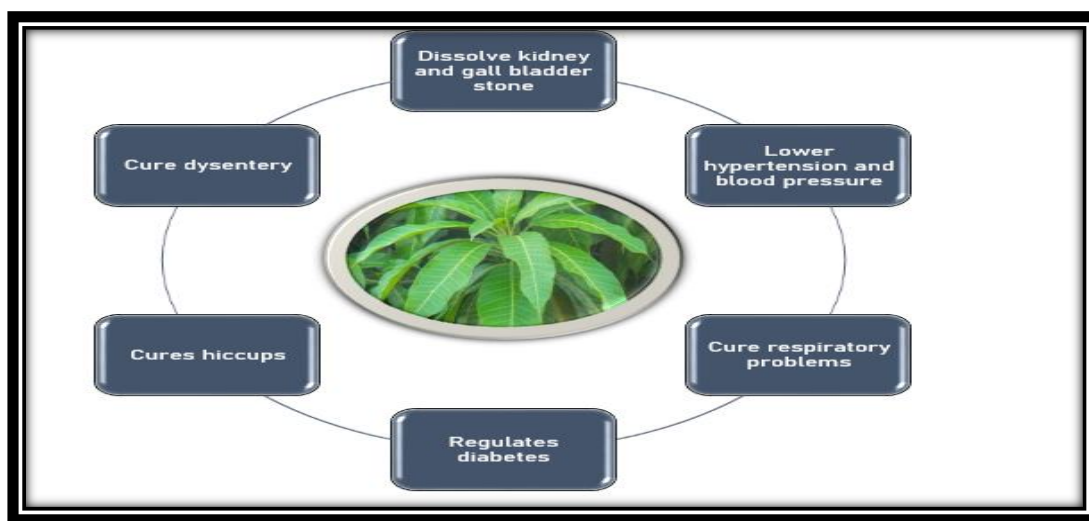 Dissolve kidney
and gall bladder
stone
Lower
hypertension and
blood pressure
Cure respiratory
problems
Regulates
diabetes
Cures hiccups
Cure dysentery